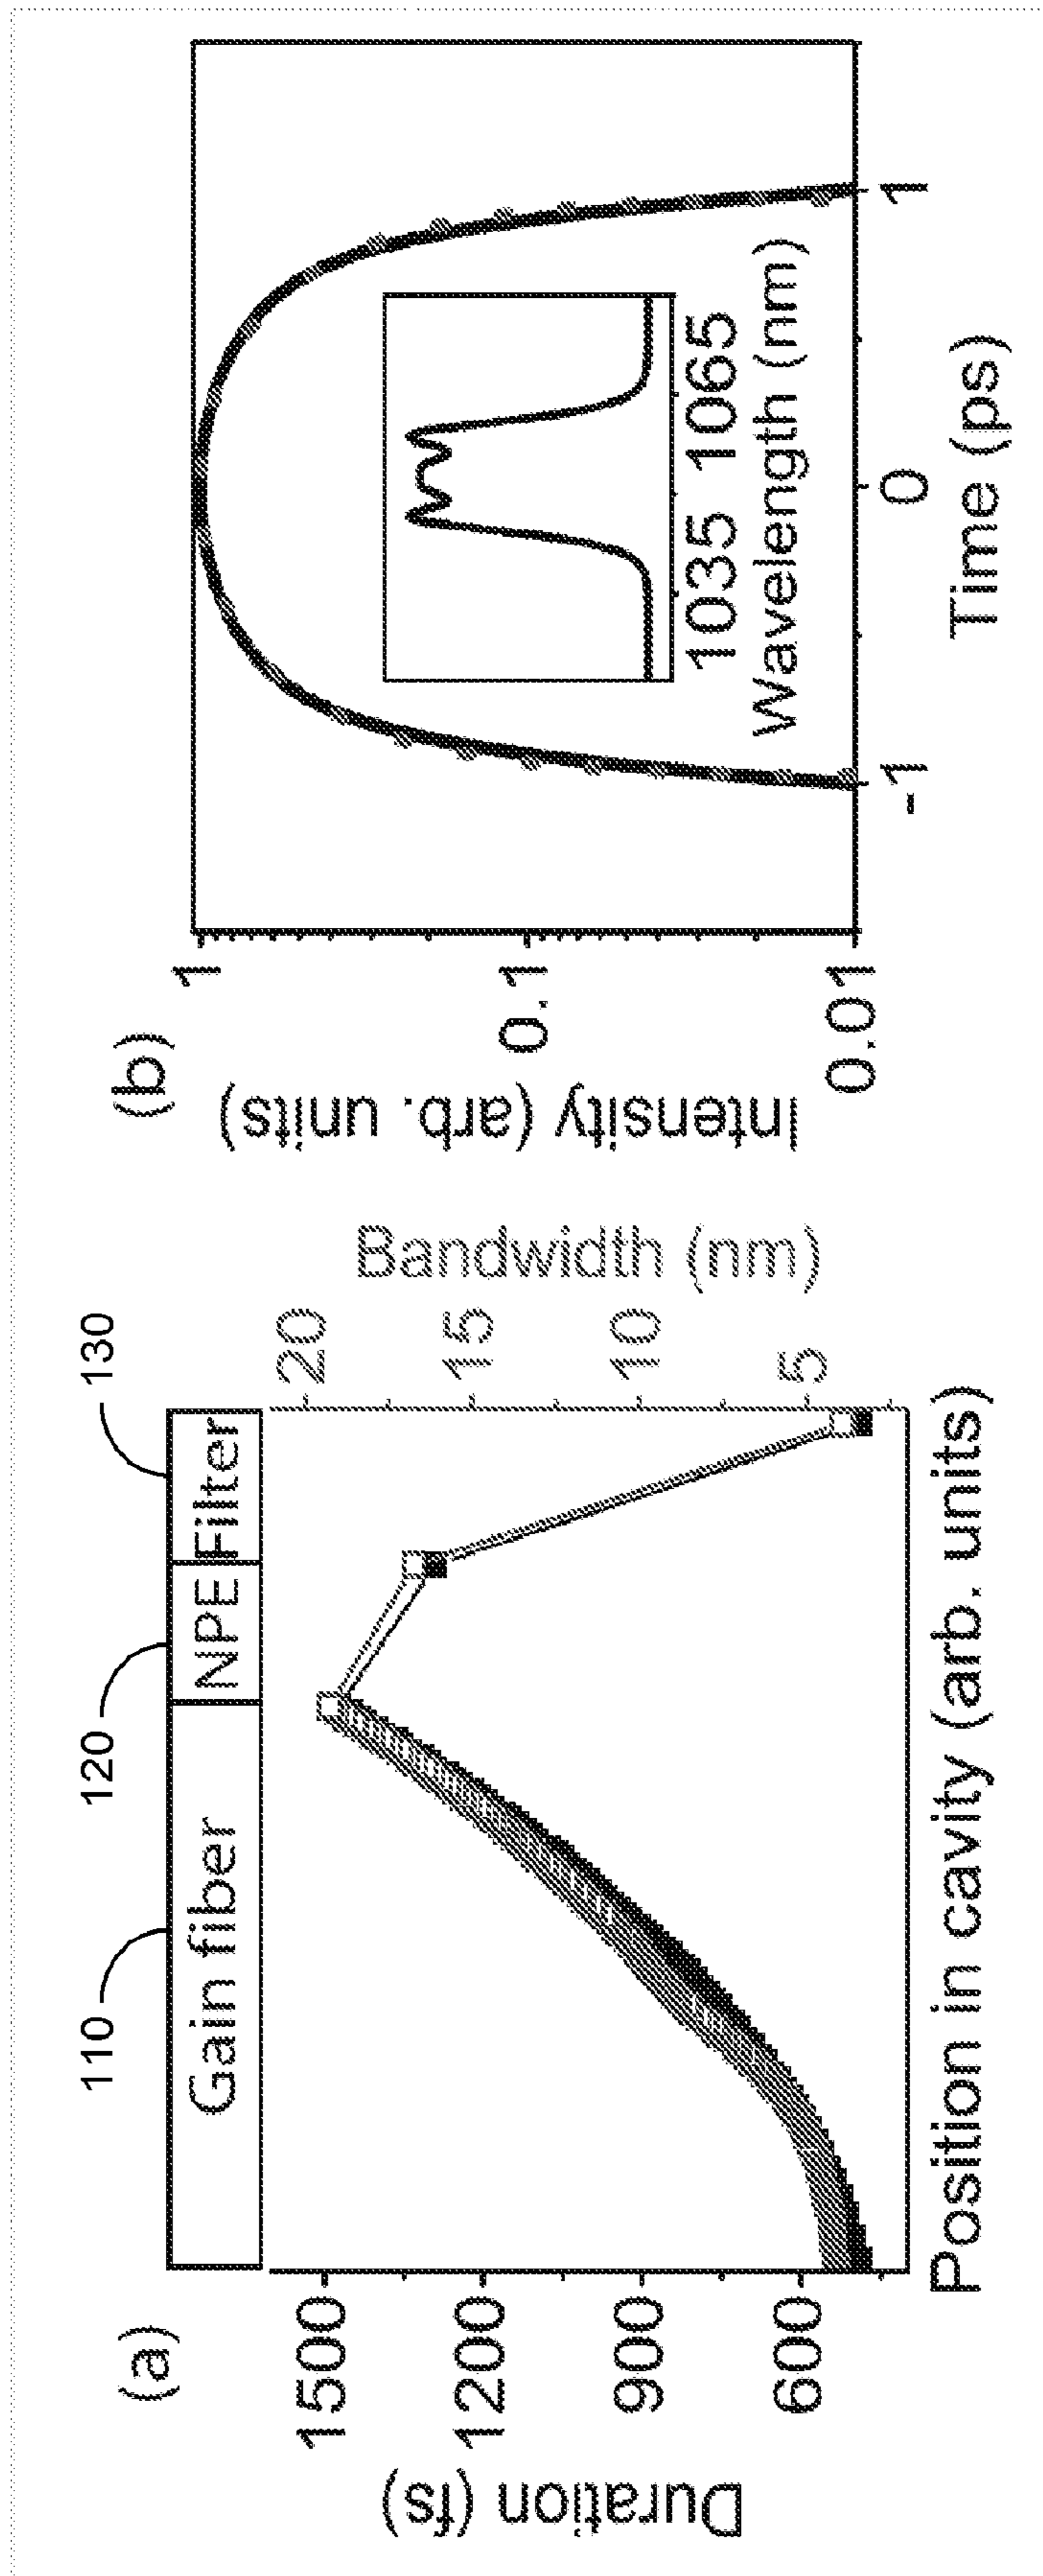 (a)
110
120
130
Gain fiber
NPE
Filter
Duration (fs)
1500
1200
900
600
Bandwidth (nm)
20
15
10
5
Position in cavity (arb. units)
(b)
Intensity (arb. units)
1
0.1
0.01
1035 1065
Wavelength (nm)
-1
0
1
Time (ps)